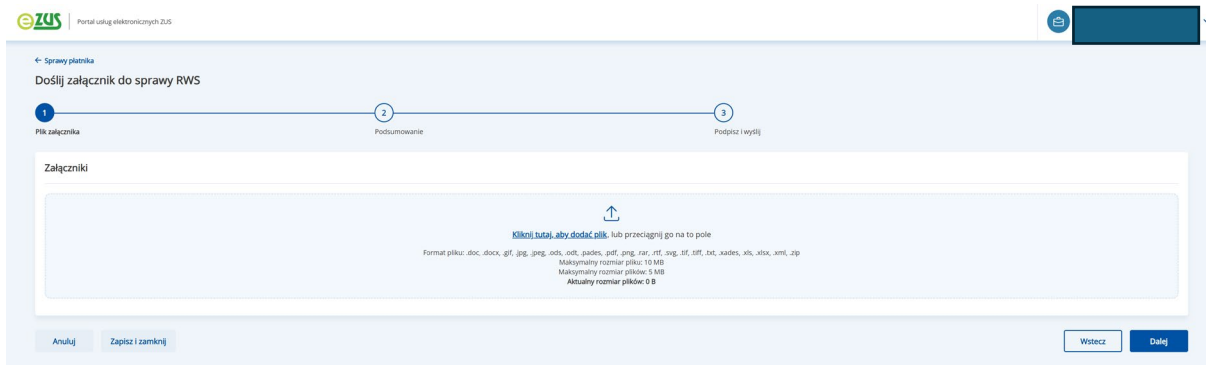 eZUS
Portal usług elektronicznych ZUS
← Sprawy płatnika
Doślij załącznik do sprawy RWS
1
2
3
Plik załącznika
Podsumowanie
Podpisz i wyślij
Załączniki
Kliknij tutaj, aby dodać plik, lub przeciągnij go na to pole
Format pliku: .doc, .docx, .gif, .jpg, .jpeg, .ods, .odt, .pades, .pdf, .png, .rar, .rtf, .svg, .tif, .tiff, .txt, .xades, .xls, .xlsx, .xml, .zip
Maksymalny rozmiar pliku: 10 MB
Maksymalny rozmiar plików: 5 MB
Aktualny rozmiar plików: 0 B
Anuluj
Zapisz i zamknij
Wstecz
Dalej